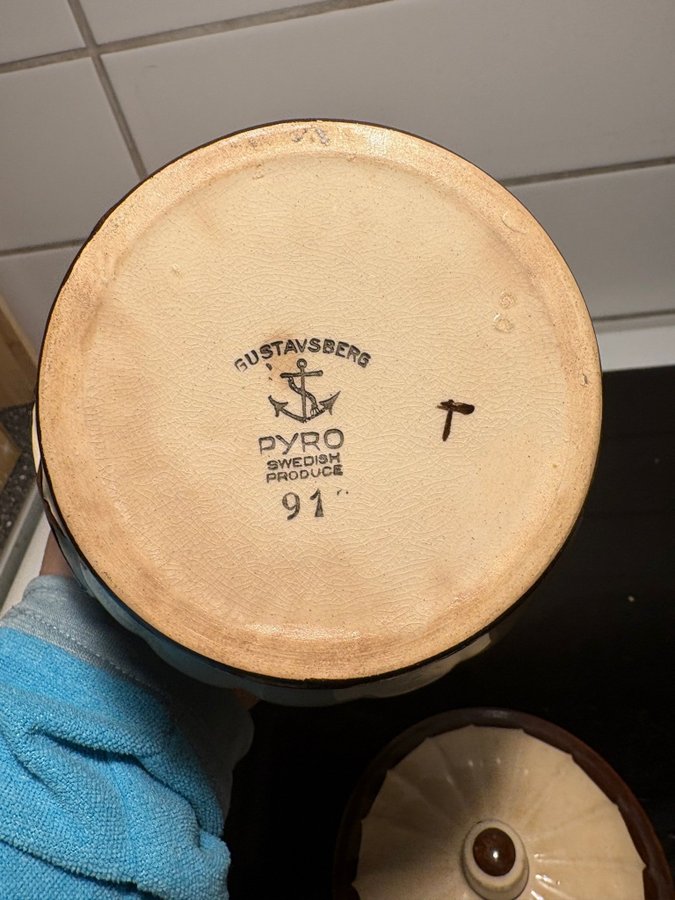 GUSTAVSBERG
PYRO
SWEDISH
PRODUCE
91
T